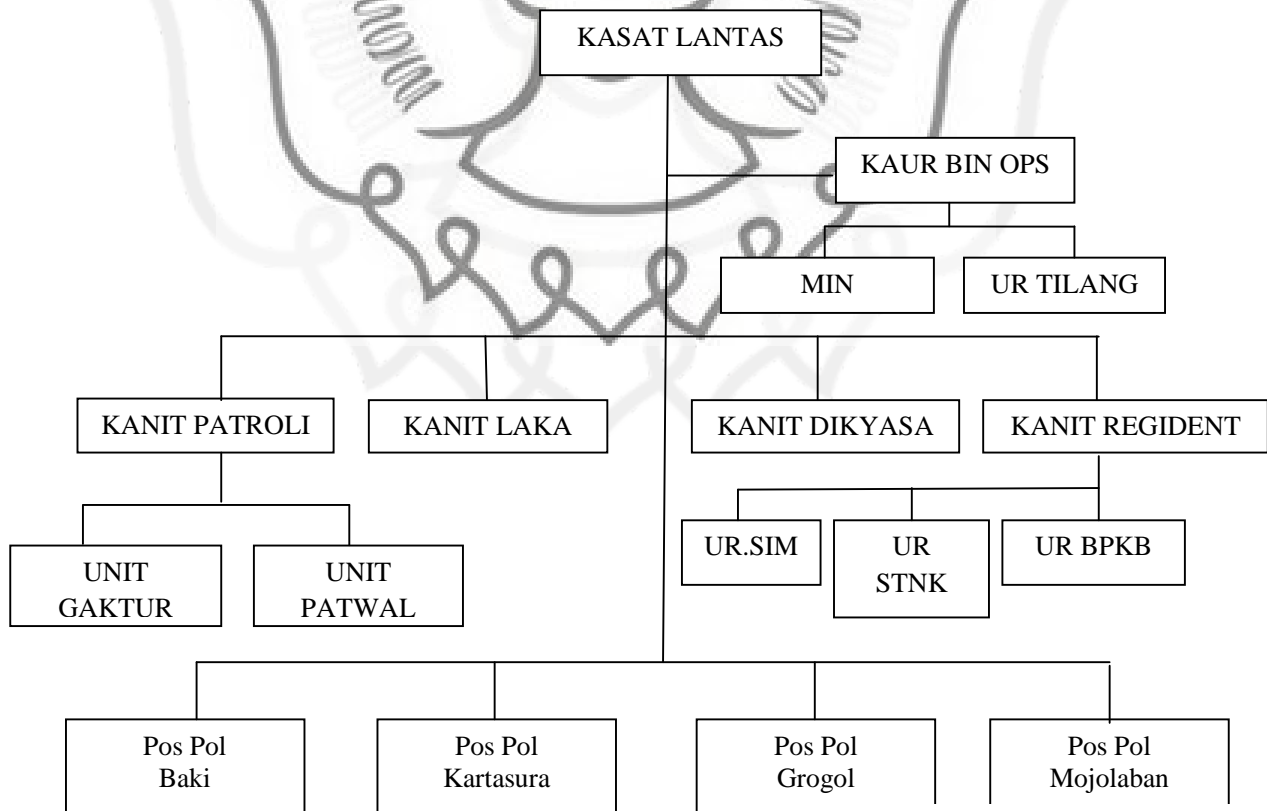 KASAT LANTAS
KAUR BIN OPS
MIN
UR TILANG
KANIT PATROLI
KANIT LAKA
KANIT DIKYASA
KANIT REGIDENT
UR.SIM
UR
STNK
UR BPKB
UNIT
GAKTUR
UNIT
PATWAL
Pos Pol
Baki
Pos Pol
Kartasura
Pos Pol
Grogol
Pos Pol
Mojolaban